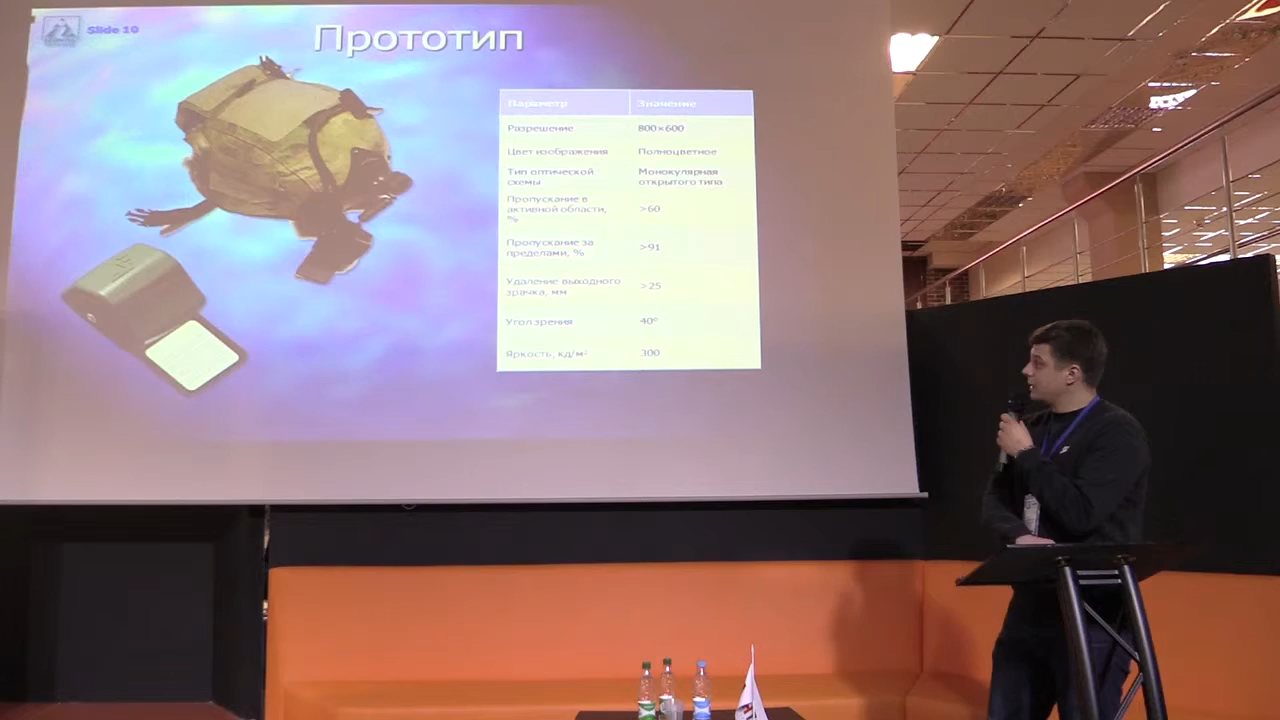 Slide 10
Прототип
Параметр Значение
Разрешение 800×600
Цвет изображения Полноцветное
Тип оптической Монокулярная
схемы открытого типа
Пропускание в
активной области, >60
%
Пропускание за >91
пределами, %
Удаление выходного >25
зрачка, мм
Угол зрения 40°
Яркость, кд/м² 300